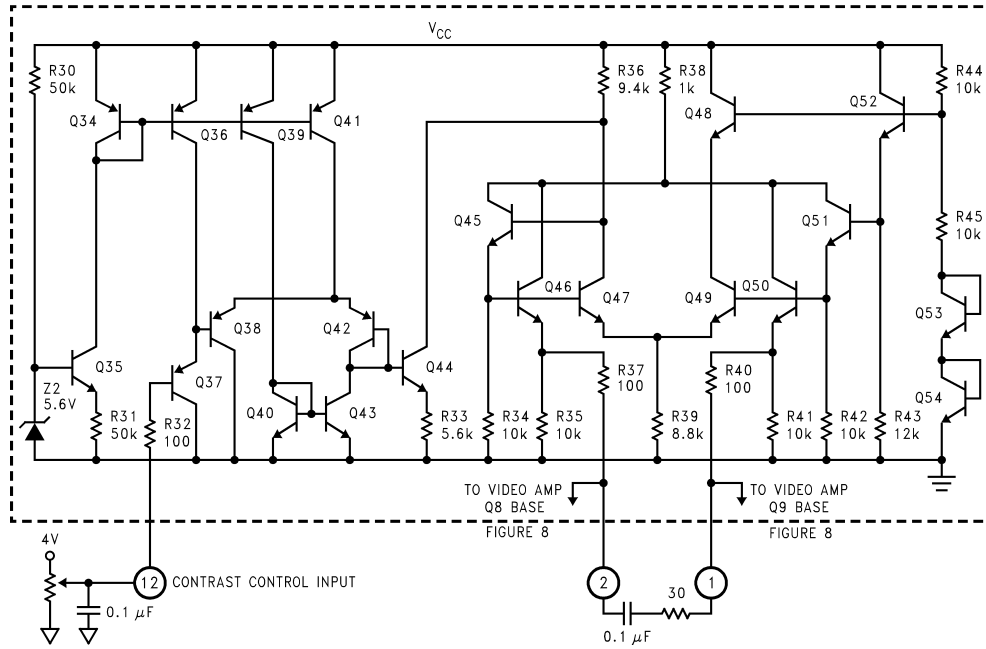 V_CC
R30
50k
Q34
Q36
Q39
Q41
R36
9.4k
R38
1k
Q48
Q52
R44
10k
Q45
Q51
R45
10k
Q46
Q47
Q49
Q50
Q53
Q38
Q42
Q35
Q37
Q44
Q54
Z2
5.6V
R31
50k
R32
100
Q40
Q43
R33
5.6k
R34
10k
R35
10k
R37
100
R39
8.8k
R40
100
R41
10k
R42
10k
R43
12k
TO VIDEO AMP
Q8 BASE
FIGURE 8
TO VIDEO AMP
Q9 BASE
FIGURE 8
4V
12
CONTRAST CONTROL INPUT
0.1 μF
2
1
30
0.1 μF